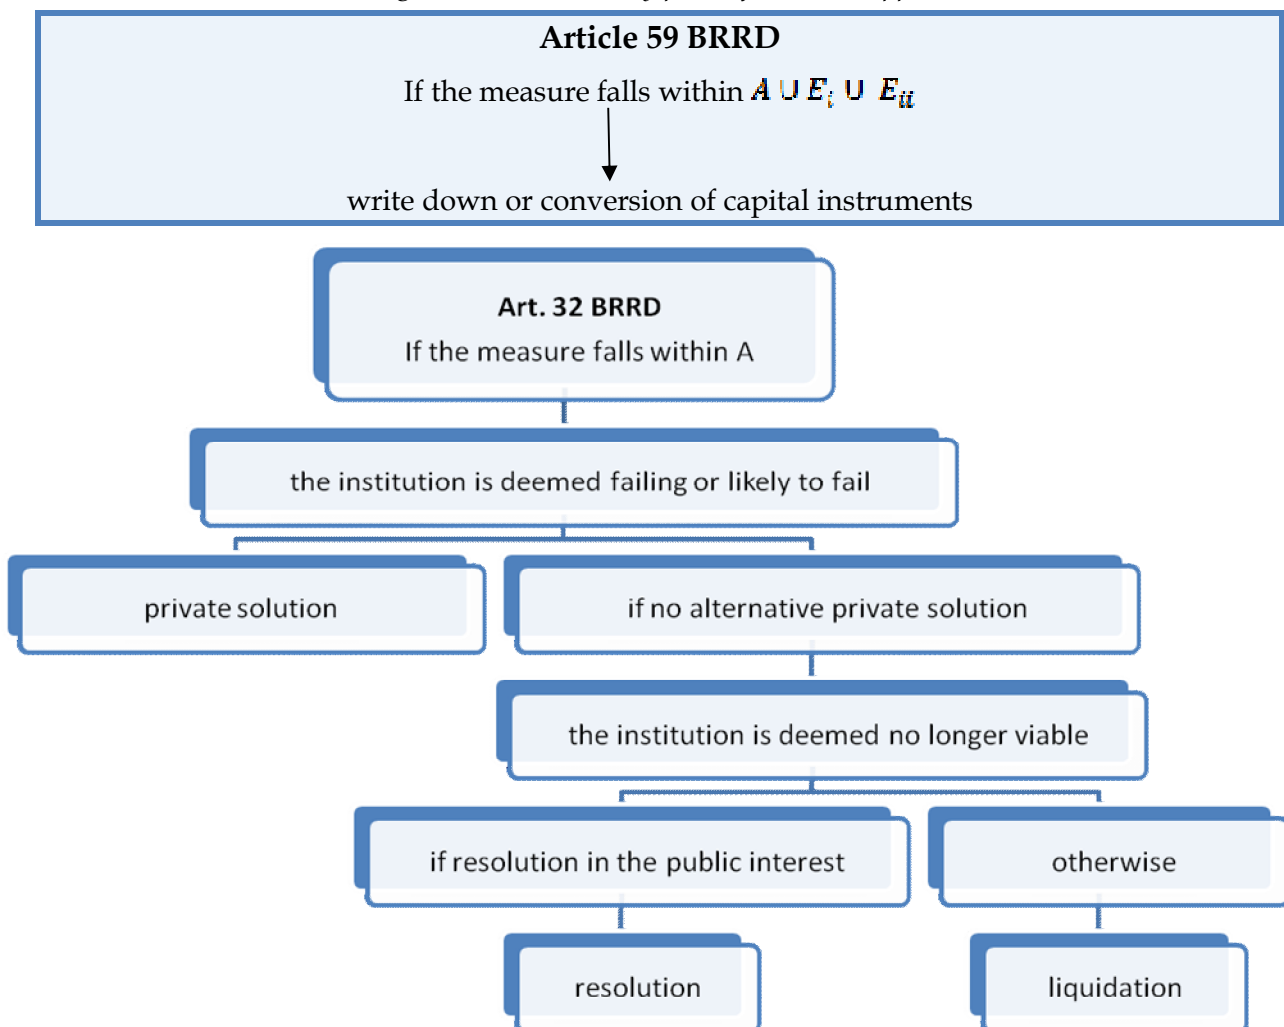 Article 59 BRRD
If the measure falls within A ∪ E_i ∪ E_ii
write down or conversion of capital instruments
Art. 32 BRRD
If the measure falls within A
the institution is deemed failing or likely to fail
private solution
if no alternative private solution
the institution is deemed no longer viable
if resolution in the public interest
otherwise
resolution
liquidation